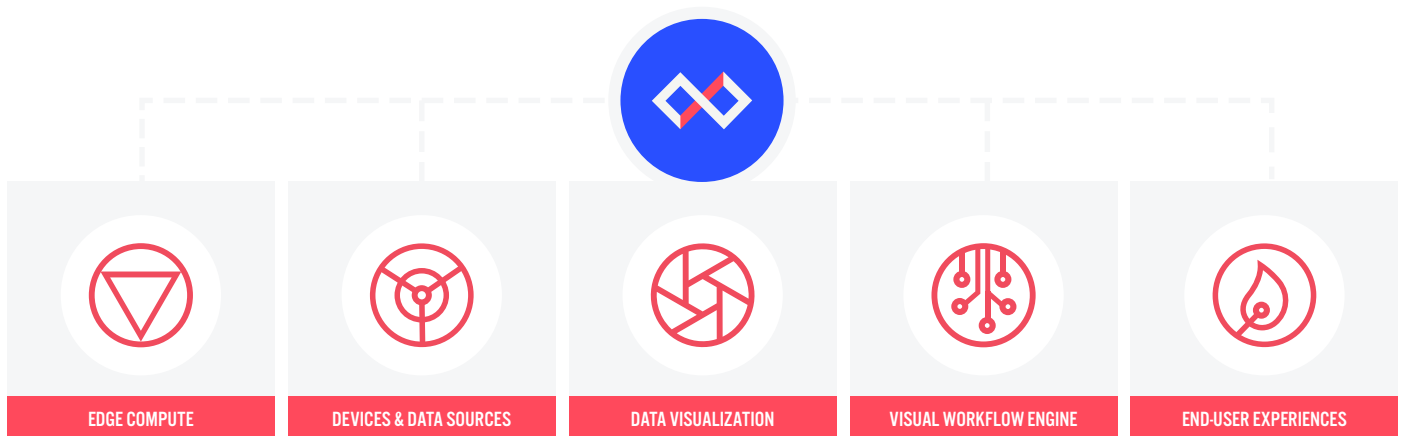 EDGE COMPUTE
DEVICES & DATA SOURCES
DATA VISUALIZATION
VISUAL WORKFLOW ENGINE
END-USER EXPERIENCES